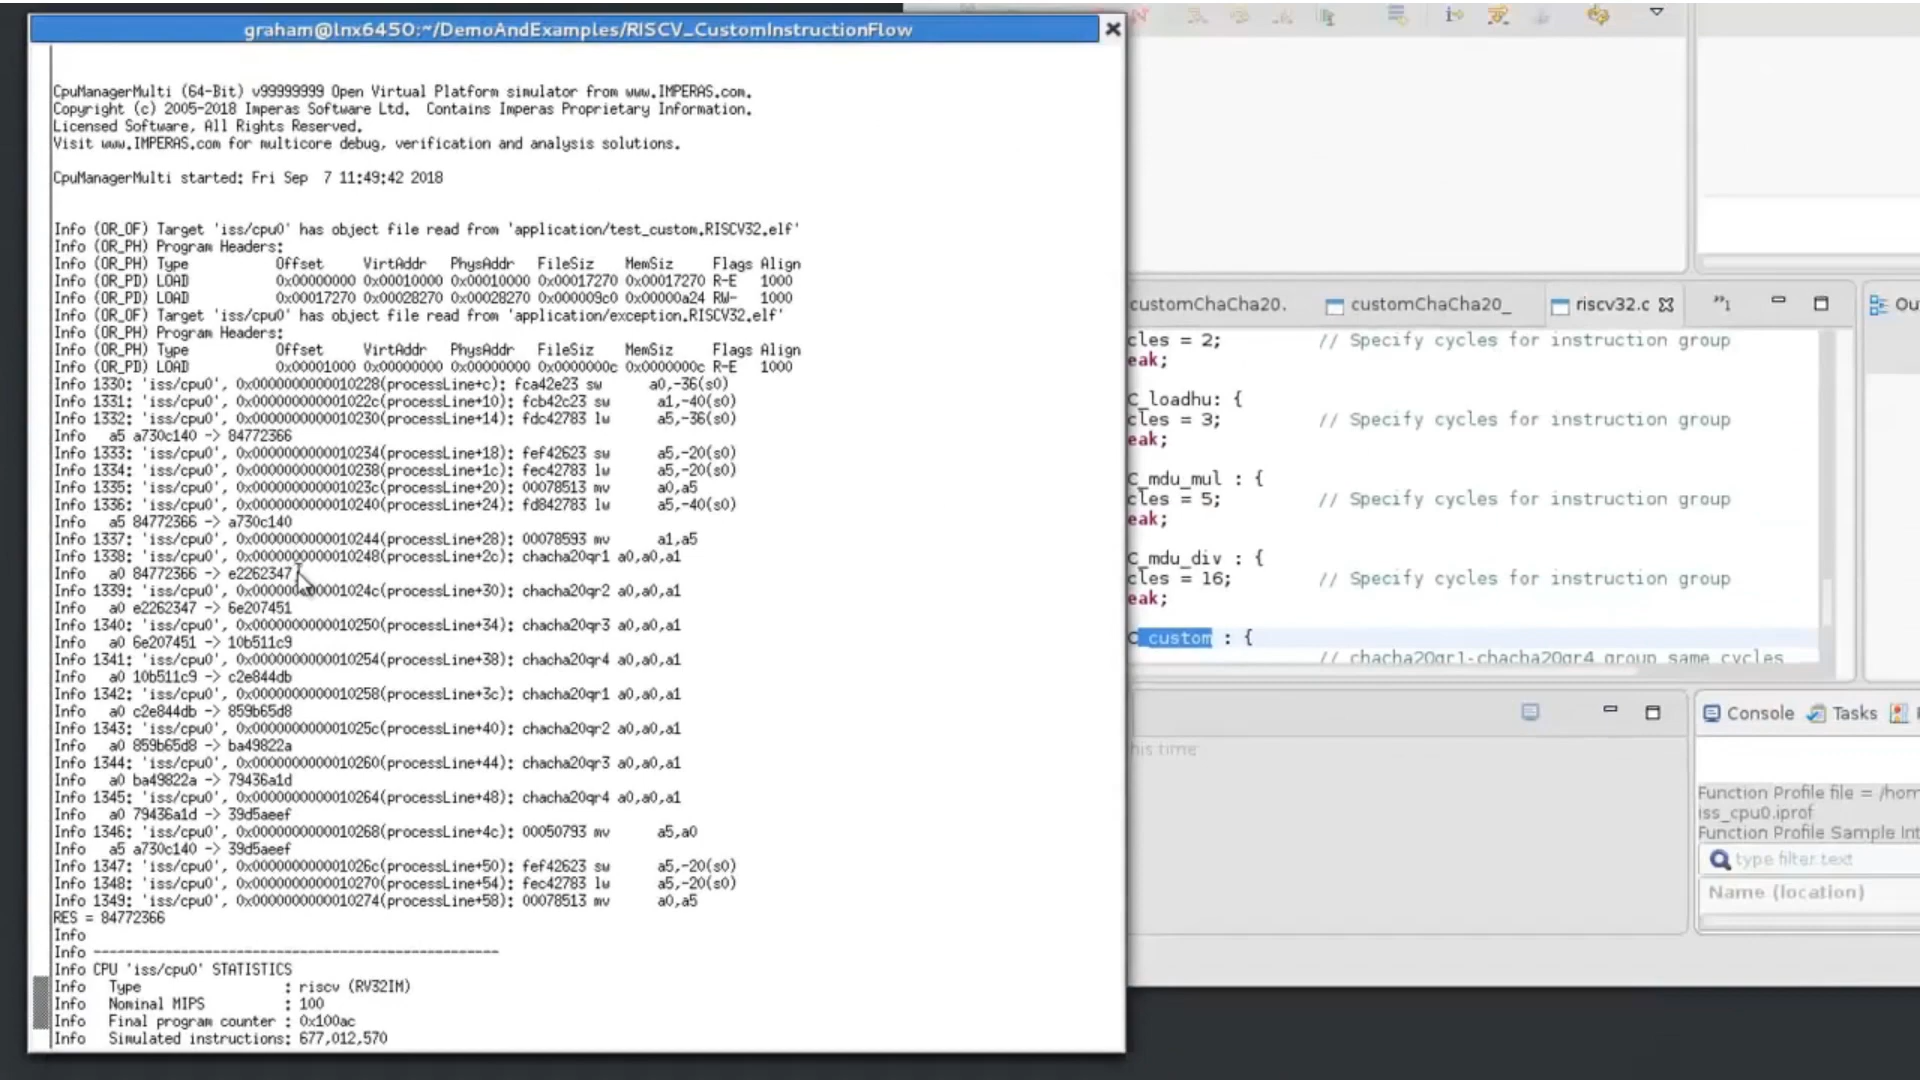 graham@lnx6450:~/DemoAndExamples/RISCV_CustomInstructionFlow
CpuManagerMulti (64-Bit) v99999999 Open Virtual Platform simulator from www.IMPERAS.com.
Copyright (c) 2005-2018 Imperas Software Ltd.  Contains Imperas Proprietary Information.
Licensed Software, All Rights Reserved.
Visit www.IMPERAS.com for multicore debug, verification and analysis solutions.
CpuManagerMulti started: Fri Sep  7 11:49:42 2018
Info (OR_OF) Target 'iss/cpu0' has object file read from 'application/test_custom.RISCV32.elf'
Info (OR_PH) Program Headers:
Info (OR_PH) Type           Offset     VirtAddr   PhysAddr   FileSiz    MemSiz     Flags Align
Info (OR_PD) LOAD           0x00000000 0x00010000 0x00010000 0x00017270 0x00017270 R-E   1000
Info (OR_PD) LOAD           0x00017270 0x00028270 0x00028270 0x000009c0 0x00000a24 RW-   1000
Info (OR_OF) Target 'iss/cpu0' has object file read from 'application/exception.RISCV32.elf'
Info (OR_PH) Program Headers:
Info (OR_PH) Type           Offset     VirtAddr   PhysAddr   FileSiz    MemSiz     Flags Align
Info (OR_PD) LOAD           0x00001000 0x00000000 0x00000000 0x0000000c 0x0000000c R-E   1000
Info 1330: 'iss/cpu0', 0x0000000000010228(processLine+c): fca42e23 sw      a0,-36(s0)
Info 1331: 'iss/cpu0', 0x000000000001022c(processLine+10): fcb42c23 sw      a1,-40(s0)
Info 1332: 'iss/cpu0', 0x0000000000010230(processLine+14): fdc42783 lw      a5,-36(s0)
Info   a5 a730c140 -> 84772366
Info 1333: 'iss/cpu0', 0x0000000000010234(processLine+18): fef42623 sw      a5,-20(s0)
Info 1334: 'iss/cpu0', 0x0000000000010238(processLine+1c): fec42783 lw      a5,-20(s0)
Info 1335: 'iss/cpu0', 0x000000000001023c(processLine+20): 00078513 mv      a0,a5
Info 1336: 'iss/cpu0', 0x0000000000010240(processLine+24): fd842783 lw      a5,-40(s0)
Info   a5 84772366 -> a730c140
Info 1337: 'iss/cpu0', 0x0000000000010244(processLine+28): 00078593 mv      a1,a5
Info 1338: 'iss/cpu0', 0x0000000000010248(processLine+2c): chacha20qr1 a0,a0,a1
Info   a0 84772366 -> e2262347
Info 1339: 'iss/cpu0', 0x000000000001024c(processLine+30): chacha20qr2 a0,a0,a1
Info   a0 e2262347 -> 6e207451
Info 1340: 'iss/cpu0', 0x0000000000010250(processLine+34): chacha20qr3 a0,a0,a1
Info   a0 6e207451 -> 10b511c9
Info 1341: 'iss/cpu0', 0x0000000000010254(processLine+38): chacha20qr4 a0,a0,a1
Info   a0 10b511c9 -> c2e844db
Info 1342: 'iss/cpu0', 0x0000000000010258(processLine+3c): chacha20qr1 a0,a0,a1
Info   a0 c2e844db -> 859b65d8
Info 1343: 'iss/cpu0', 0x000000000001025c(processLine+40): chacha20qr2 a0,a0,a1
Info   a0 859b65d8 -> ba49822a
Info 1344: 'iss/cpu0', 0x0000000000010260(processLine+44): chacha20qr3 a0,a0,a1
Info   a0 ba49822a -> 79436a1d
Info 1345: 'iss/cpu0', 0x0000000000010264(processLine+48): chacha20qr4 a0,a0,a1
Info   a0 79436a1d -> 39d5aeef
Info 1346: 'iss/cpu0', 0x0000000000010268(processLine+4c): 00050793 mv      a5,a0
Info   a5 a730c140 -> 39d5aeef
Info 1347: 'iss/cpu0', 0x000000000001026c(processLine+50): fef42623 sw      a5,-20(s0)
Info 1348: 'iss/cpu0', 0x0000000000010270(processLine+54): fec42783 lw      a5,-20(s0)
Info 1349: 'iss/cpu0', 0x0000000000010274(processLine+58): 00078513 mv      a0,a5
RES = 84772366
Info
Info ---------------------------------------------------
Info CPU 'iss/cpu0' STATISTICS
Info   Type                  : riscv (RV32IM)
Info   Nominal MIPS          : 100
Info   Final program counter : 0x100ac
Info   Simulated instructions: 677,012,570
customChaCha20. customChaCha20_ riscv32.c »1 Ou
cles = 2;          // Specify cycles for instruction group
eak;
C_loadhu: {
cles = 3;          // Specify cycles for instruction group
eak;
C_mdu_mul : {
cles = 5;          // Specify cycles for instruction group
eak;
C_mdu_div : {
cles = 16;         // Specify cycles for instruction group
eak;
C_custom : {
// chacha20qr1-chacha20qr4 group same cycles
his time
Console Tasks
Function Profile file = /hom
iss_cpu0.iprof
Function Profile Sample Int
type filter text
Name (location)